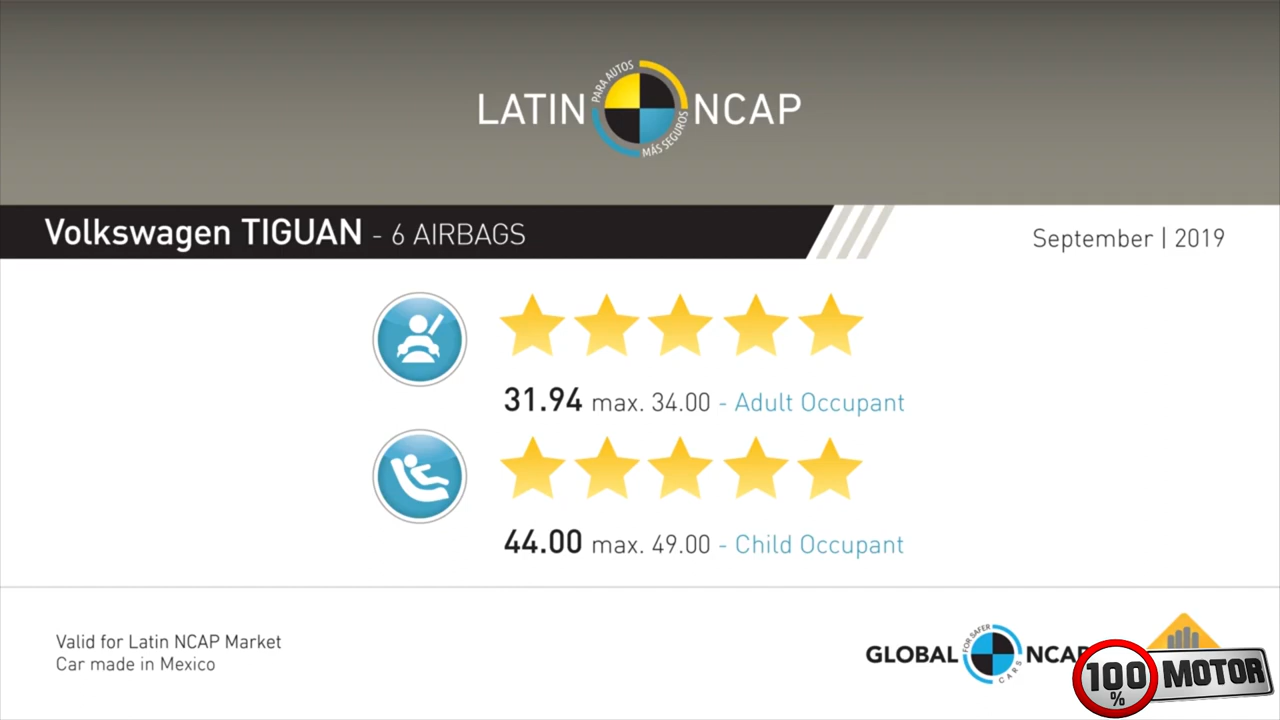 LATIN NCAP
PARA AUTOS
MÁS SEGUROS
Volkswagen TIGUAN - 6 AIRBAGS
September | 2019
31.94 max. 34.00 - Adult Occupant
44.00 max. 49.00 - Child Occupant
Valid for Latin NCAP Market
Car made in Mexico
GLOBAL NCAP
FOR SAFER
CARS
100% MOTOR